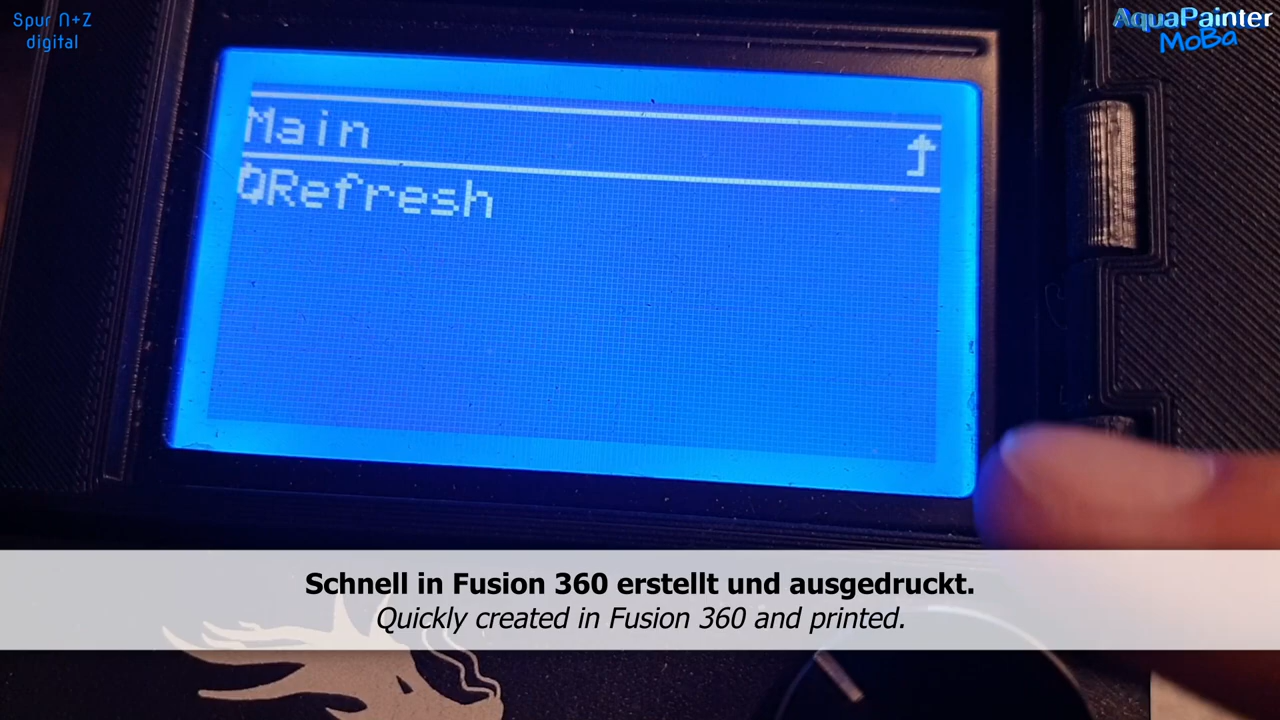 Spur N+Z
digital
AquaPainter
MoBa
Main
Refresh
Schnell in Fusion 360 erstellt und ausgedruckt.
Quickly created in Fusion 360 and printed.